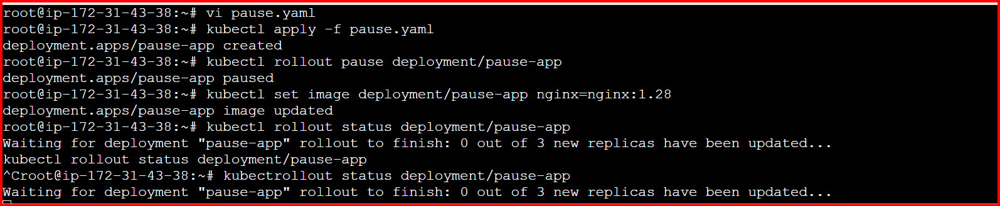 root@ip-172-31-43-38:~# vi pause.yaml
root@ip-172-31-43-38:~# kubectl apply -f pause.yaml
deployment.apps/pause-app created
root@ip-172-31-43-38:~# kubectl rollout pause deployment/pause-app
deployment.apps/pause-app paused
root@ip-172-31-43-38:~# kubectl set image deployment/pause-app nginx=nginx:1.28
deployment.apps/pause-app image updated
root@ip-172-31-43-38:~# kubectl rollout status deployment/pause-app
Waiting for deployment "pause-app" rollout to finish: 0 out of 3 new replicas have been updated...
kubectl rollout status deployment/pause-app
^Croot@ip-172-31-43-38:~# kubectrollout status deployment/pause-app
Waiting for deployment "pause-app" rollout to finish: 0 out of 3 new replicas have been updated...